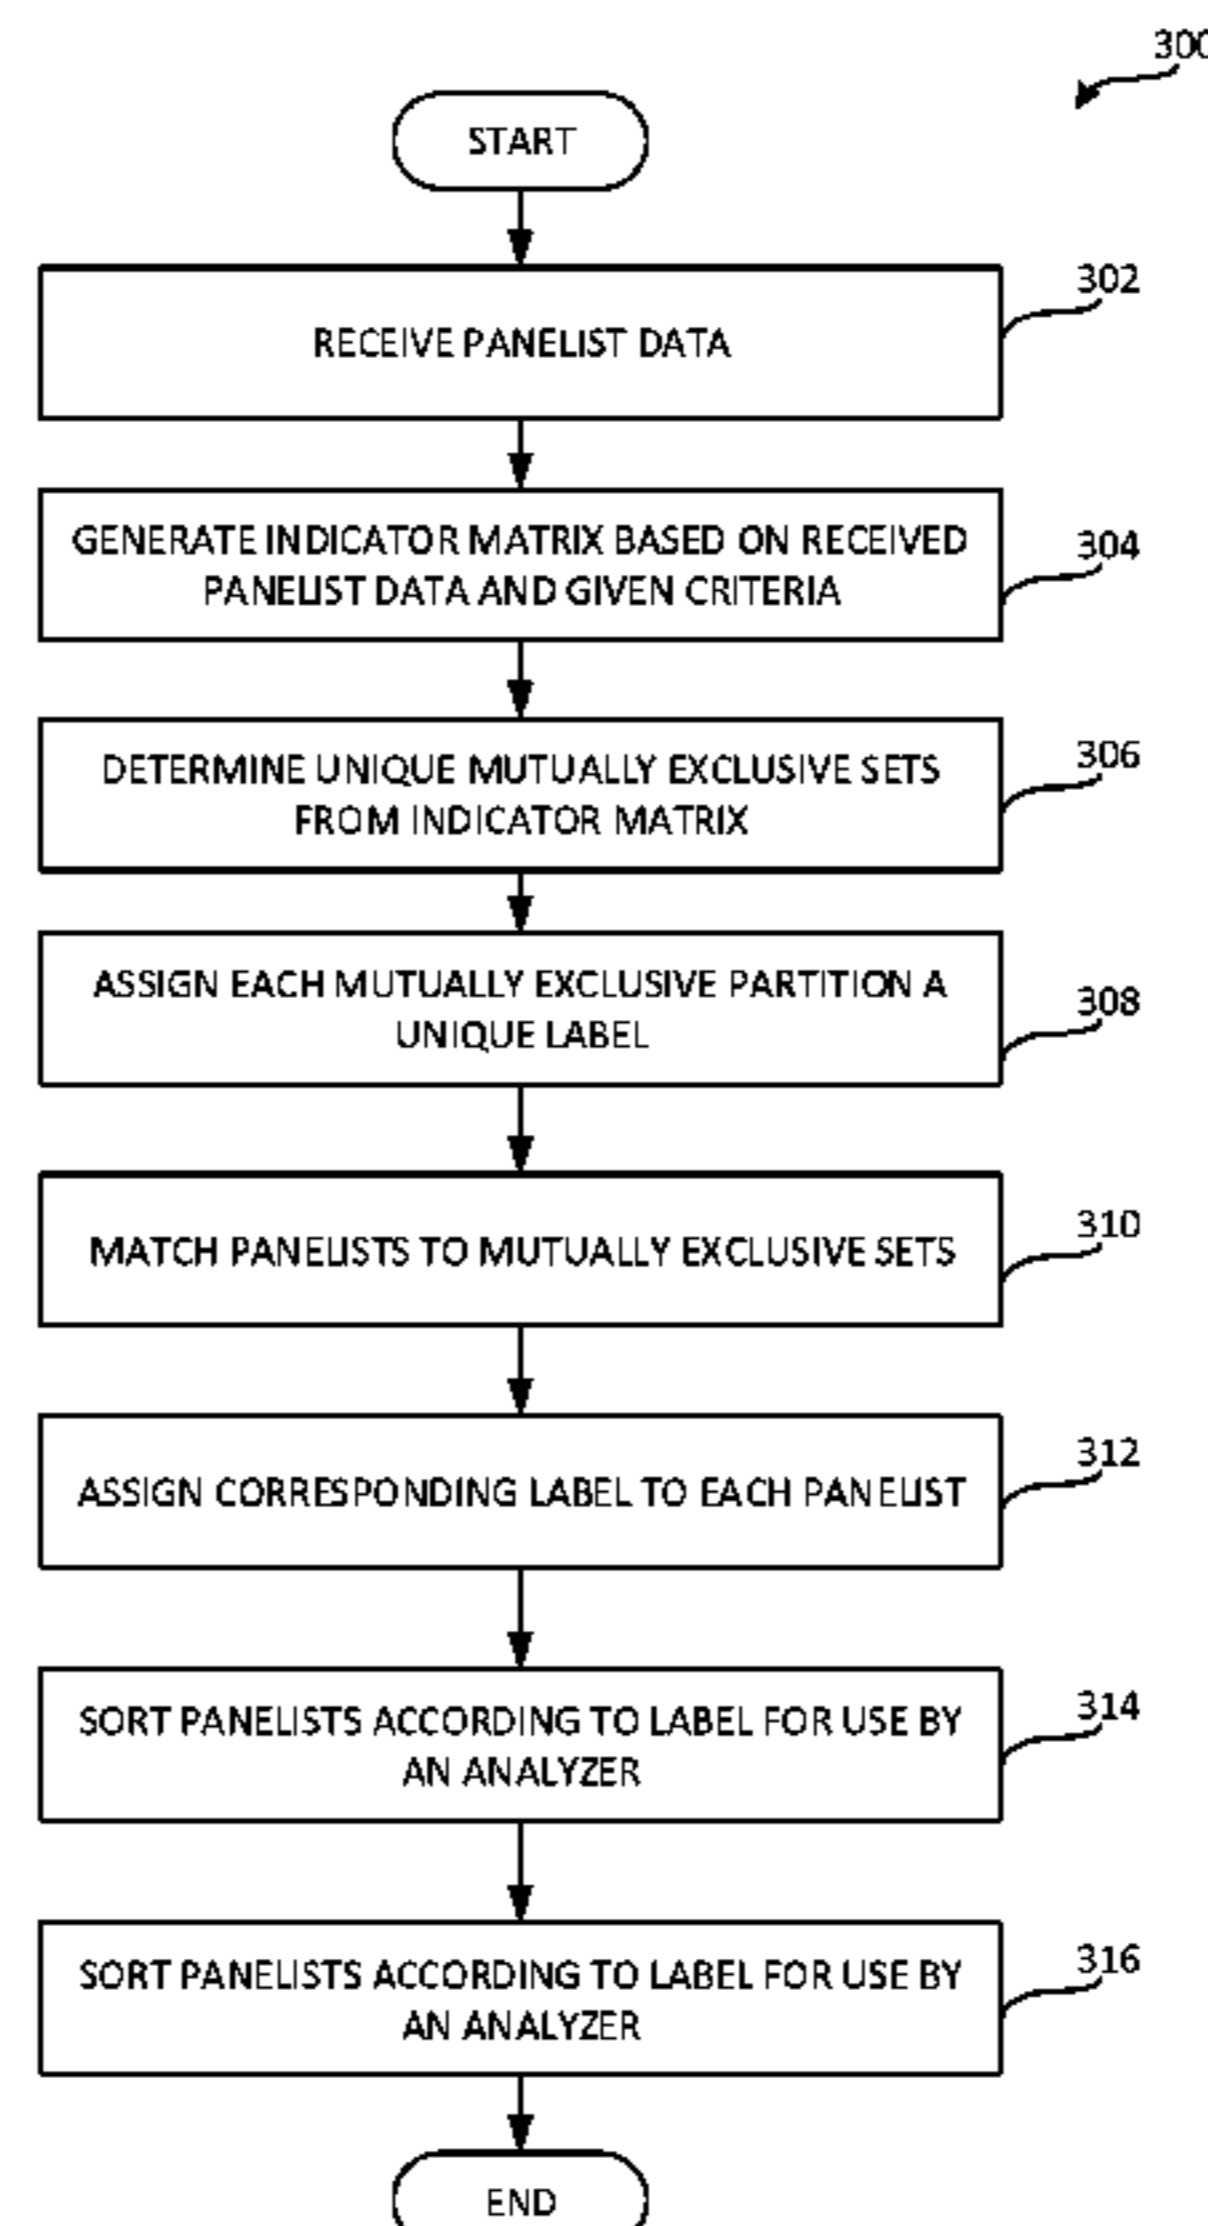 300
START
RECEIVE PANELIST DATA
302
GENERATE INDICATOR MATRIX BASED ON RECEIVED
PANELIST DATA AND GIVEN CRITERIA
304
DETERMINE UNIQUE MUTUALLY EXCLUSIVE SETS
FROM INDICATOR MATRIX
306
ASSIGN EACH MUTUALLY EXCLUSIVE PARTITION A
UNIQUE LABEL
308
MATCH PANELISTS TO MUTUALLY EXCLUSIVE SETS
310
ASSIGN CORRESPONDING LABEL TO EACH PANELIST
312
SORT PANELISTS ACCORDING TO LABEL FOR USE BY
AN ANALYZER
314
SORT PANELISTS ACCORDING TO LABEL FOR USE BY
AN ANALYZER
316
END